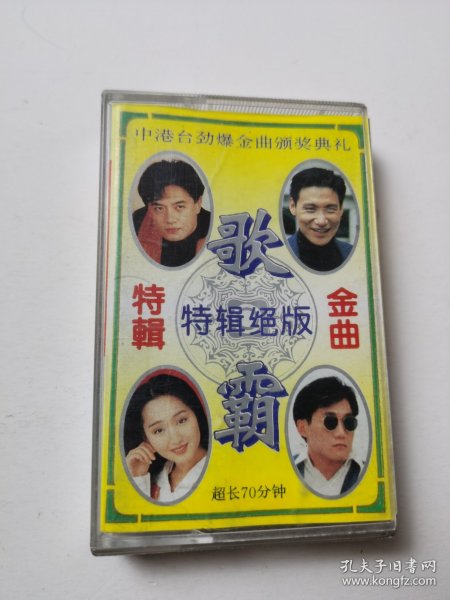 中港台劲爆金曲颁奖典礼
歌霸
特辑绝版
特輯
金曲
超长70分钟
孔夫子旧书网
www.kongfz.com